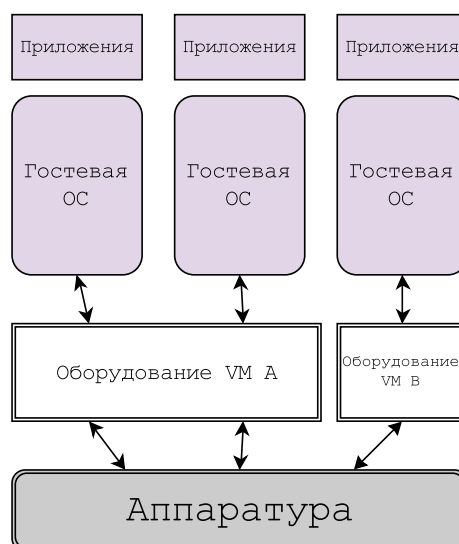 Приложения Приложения Приложения
Гостевая Гостевая Гостевая
ОС ОС ОС
Оборудование VM A
Оборудование
VM B
Аппаратура